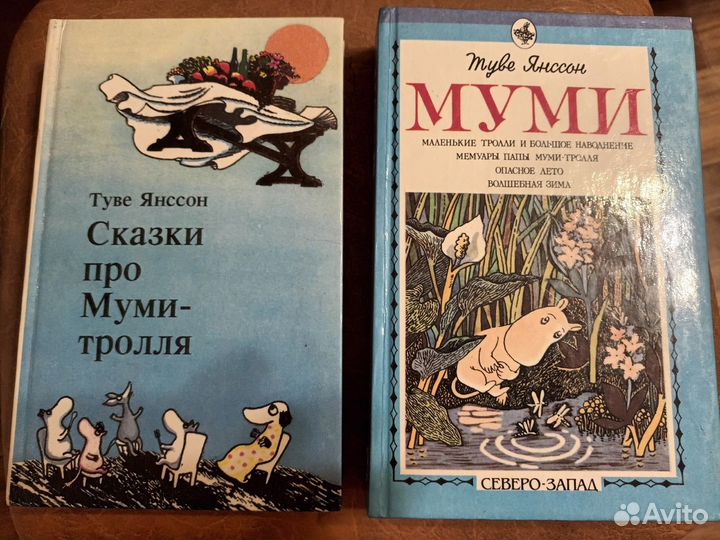 Туве Янссон
Сказки
про
Муми-
тролля
Туве Янссон
МУМИ
МАЛЕНЬКИЕ ТРОЛЛИ И БОЛЬШОЕ НАВОДНЕНИЕ
МЕМУАРЫ ПАПЫ МУМИ-ТРОЛЛЯ
ОПАСНОЕ ЛЕТО
ВОЛШЕБНАЯ ЗИМА
СЕВЕРО-ЗАПАД
Avito